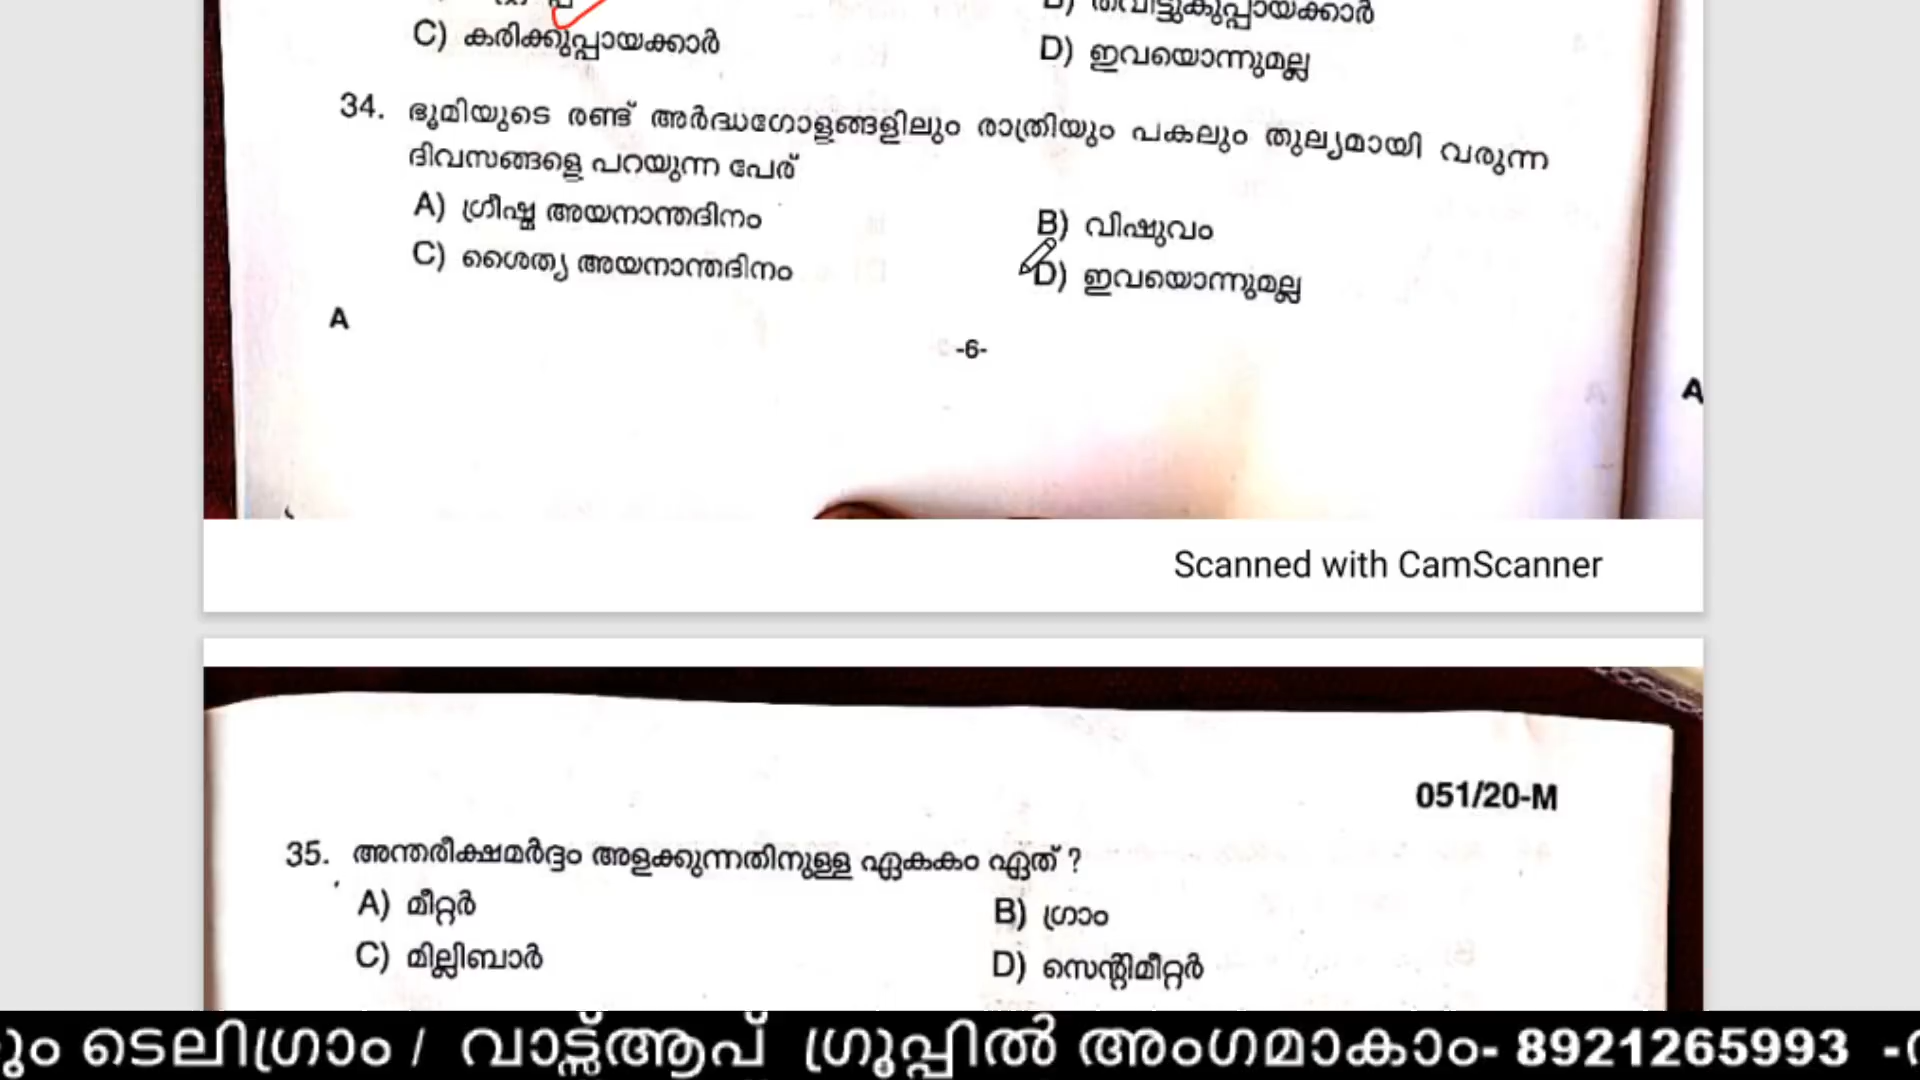 D) തവിട്ടുകുപ്പായക്കാർ
C) കരിക്കുപ്പായക്കാർ
D) ഇവയൊന്നുമല്ല
34. ഭൂമിയുടെ രണ്ട് അർദ്ധഗോളങ്ങളിലും രാത്രിയും പകലും തുല്യമായി വരുന്ന
ദിവസങ്ങളെ പറയുന്ന പേര്
A) ഗ്രീഷ്മ അയനാന്തദിനം
B) വിഷുവം
C) ശൈത്യ അയനാന്തദിനം
D) ഇവയൊന്നുമല്ല
A
-6-
A
Scanned with CamScanner
051/20-M
35. അന്തരീക്ഷമർദ്ദം അളക്കുന്നതിനുള്ള ഏകകം ഏത് ?
A) മീറ്റർ
B) ഗ്രാം
C) മില്ലിബാർ
D) സെന്റിമീറ്റർ
ടെലിഗ്രാം / വാട്സ്ആപ് ഗ്രൂപ്പിൽ അംഗമാകാം- 8921265993